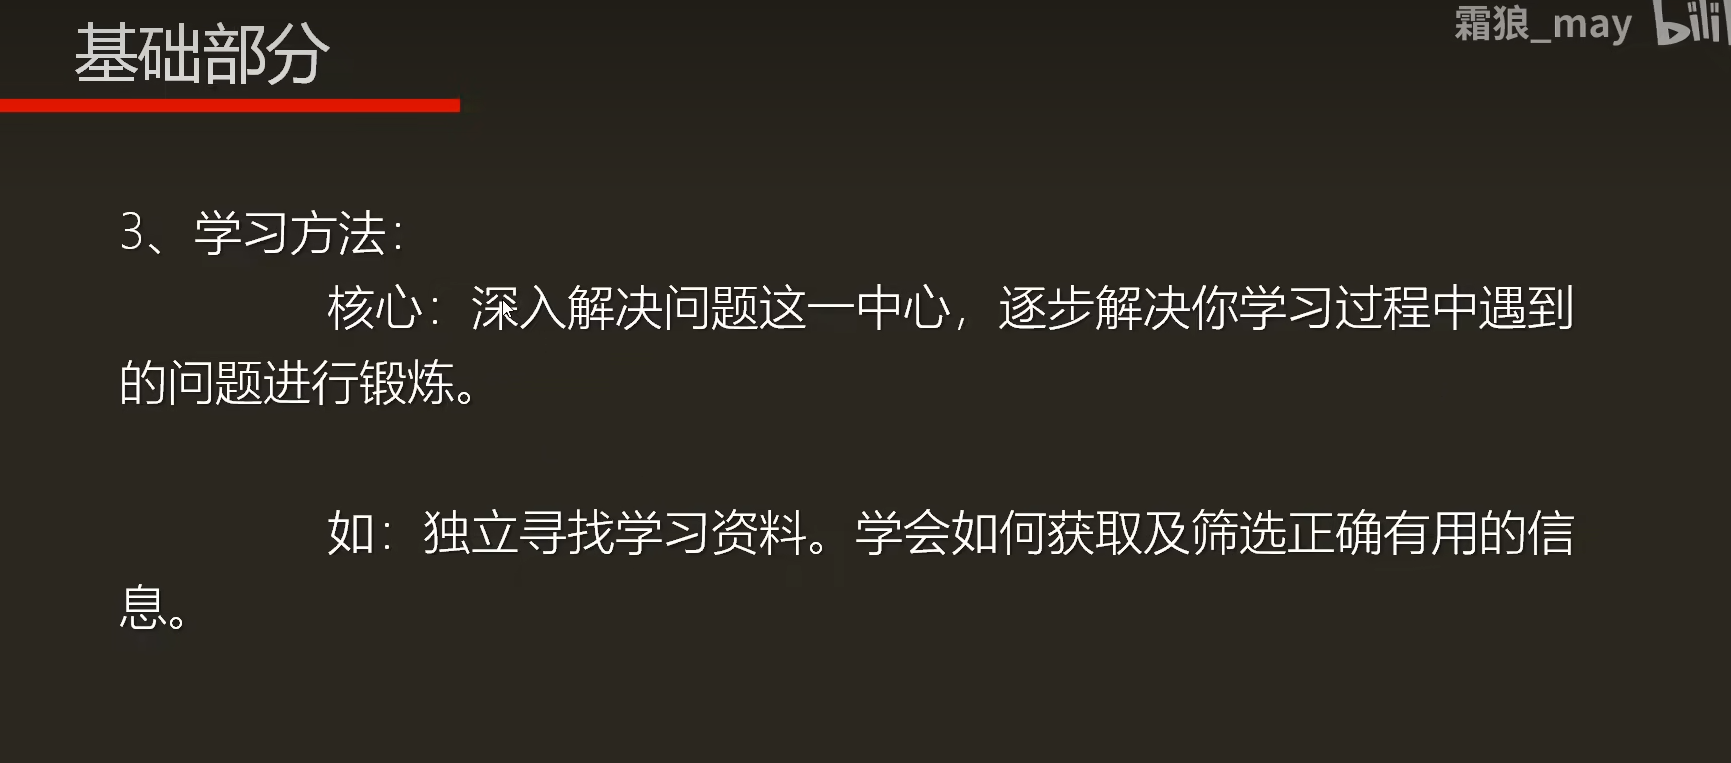 基础部分
霜狼_may bili
3、学习方法：
核心：深入解决问题这一中心，逐步解决你学习过程中遇到
的问题进行锻炼。
如：独立寻找学习资料。学会如何获取及筛选正确有用的信
息。